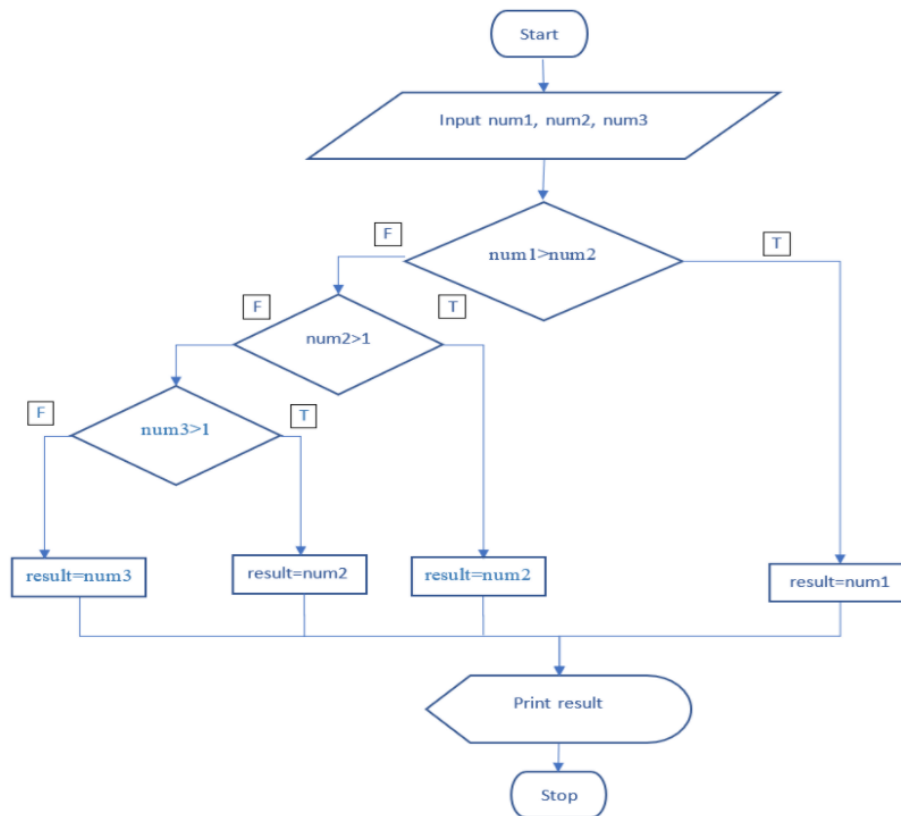 Start
Input num1, num2, num3
F
num1>num2
T
F
num2>1
T
F
num3>1
T
result=num3
result=num2
result=num2
result=num1
Print result
Stop